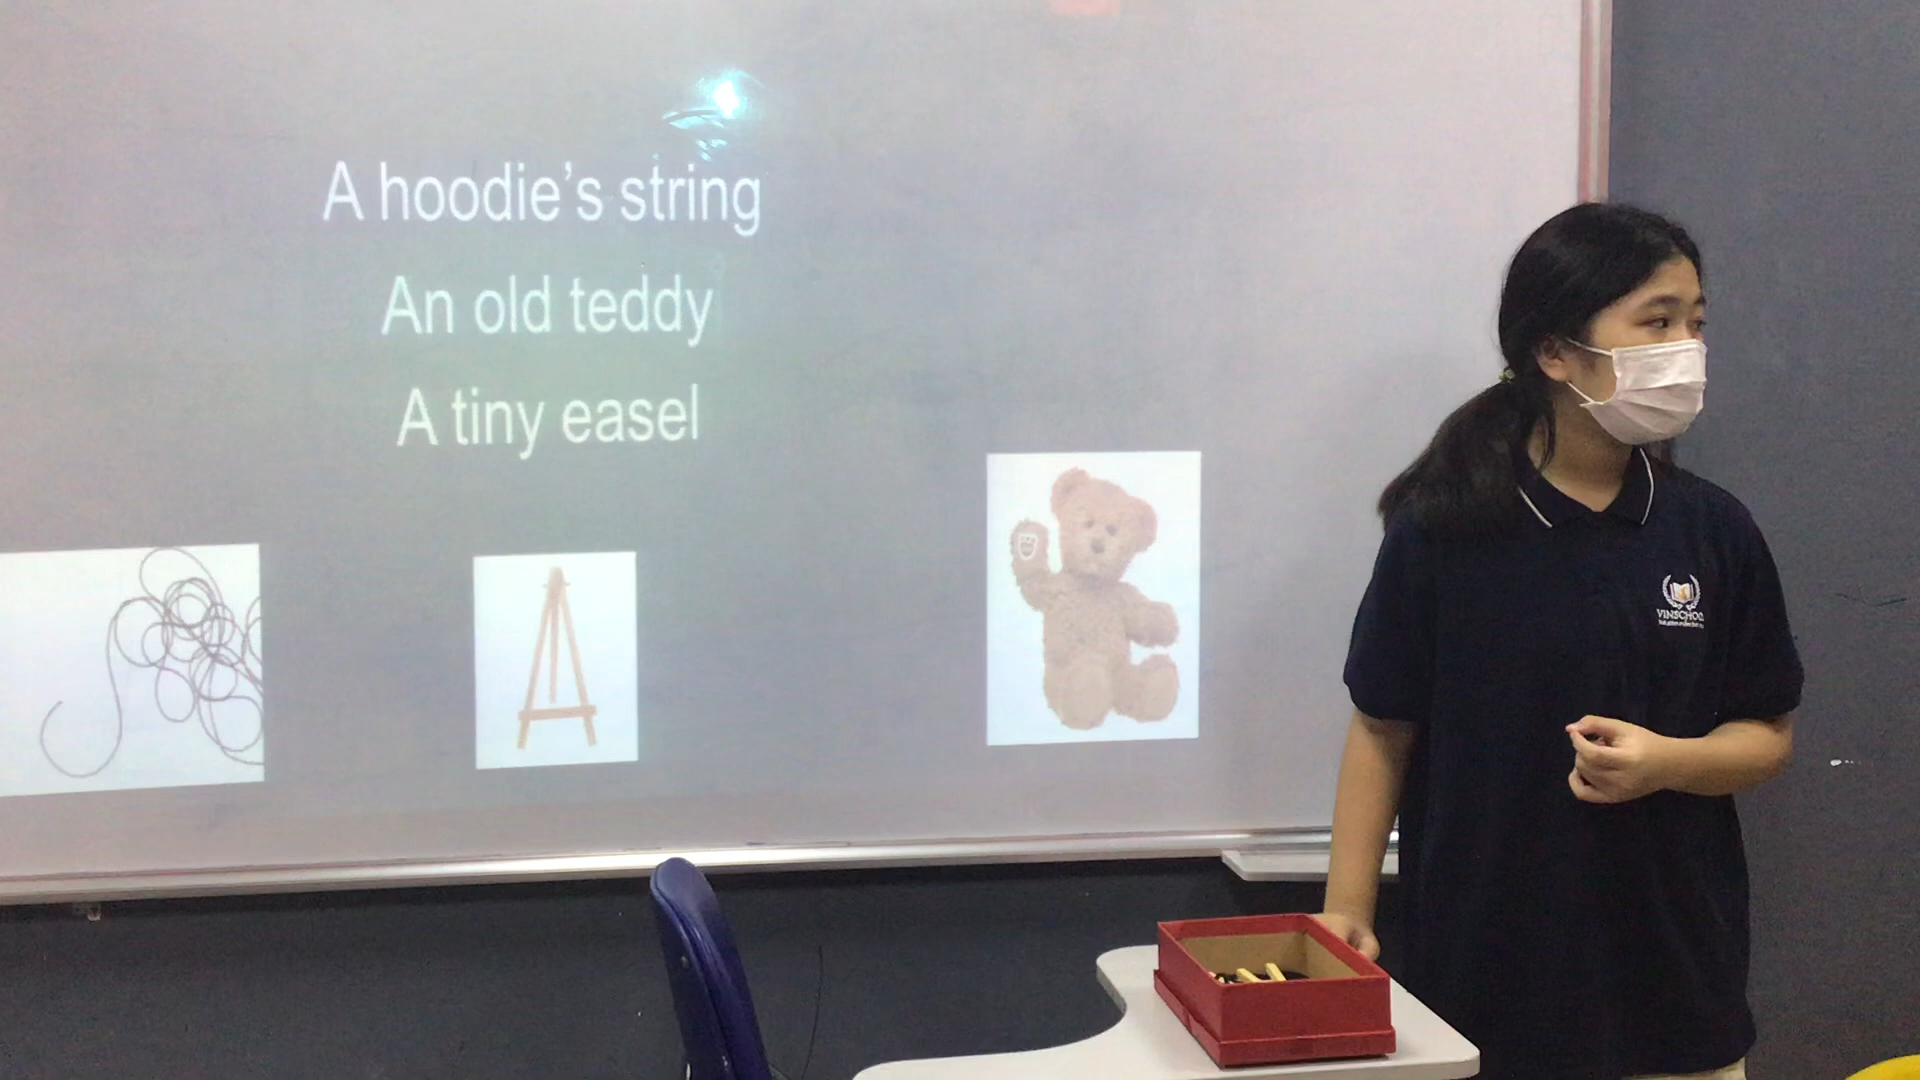 A hoodie’s string
An old teddy
A tiny easel
VINSCHOOL